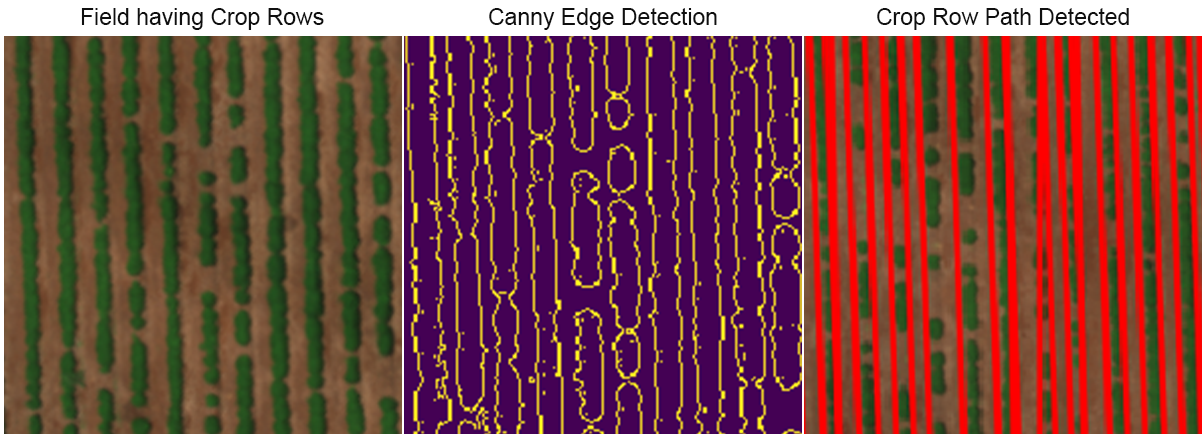 Field having Crop Rows
Canny Edge Detection
Crop Row Path Detected